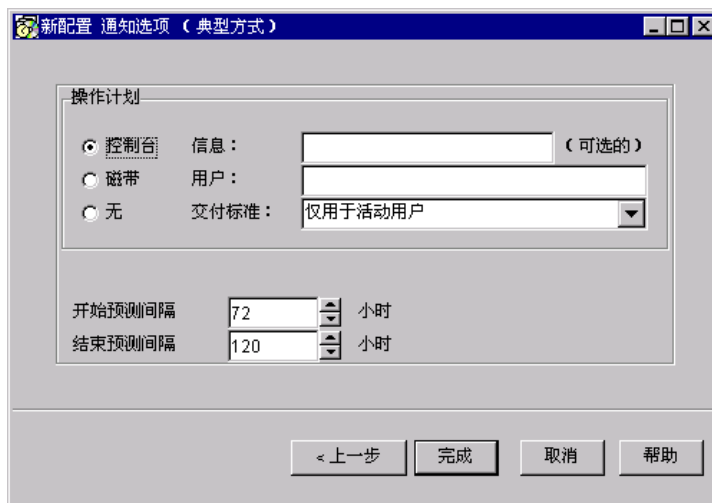 新配置 通知选项 （典型方式）
操作计划
控制台 信息： （可选的）
磁带 用户：
无 交付标准： 仅用于活动用户
开始预测间隔 72 小时
结束预测间隔 120 小时
<上一步 完成 取消 帮助